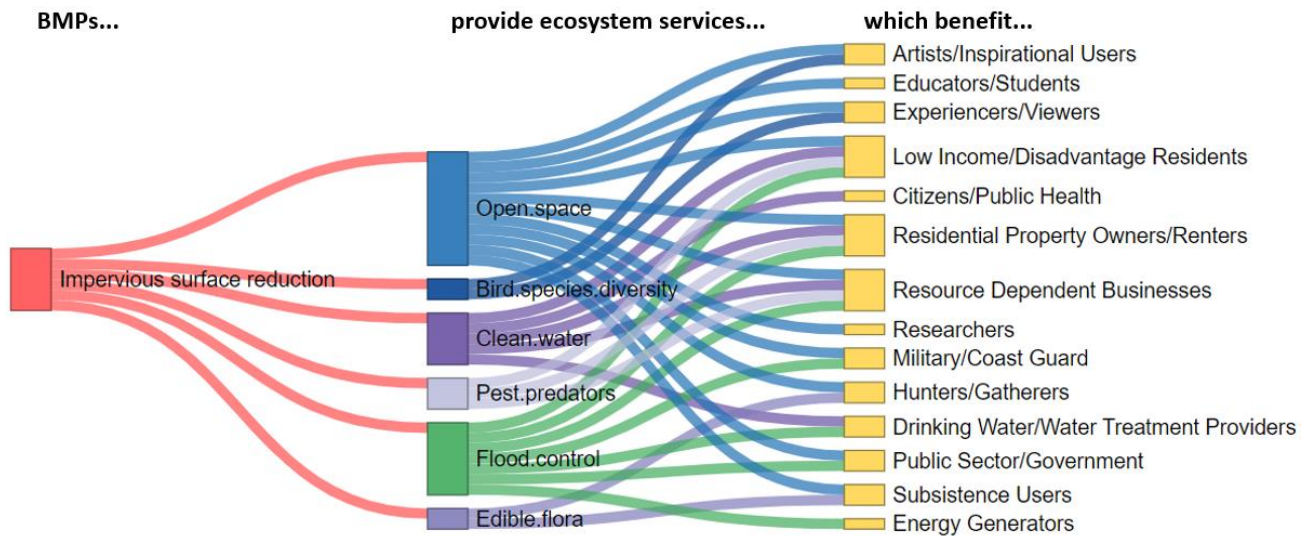 BMPs...
provide ecosystem services...
which benefit...
Impervious surface reduction
Open.space
Bird.species.diversity
Clean.water
Pest.predators
Flood.control
Edible.flora
Artists/Inspirational Users
Educators/Students
Experiencers/Viewers
Low Income/Disadvantage Residents
Citizens/Public Health
Residential Property Owners/Renters
Resource Dependent Businesses
Researchers
Military/Coast Guard
Hunters/Gatherers
Drinking Water/Water Treatment Providers
Public Sector/Government
Subsistence Users
Energy Generators